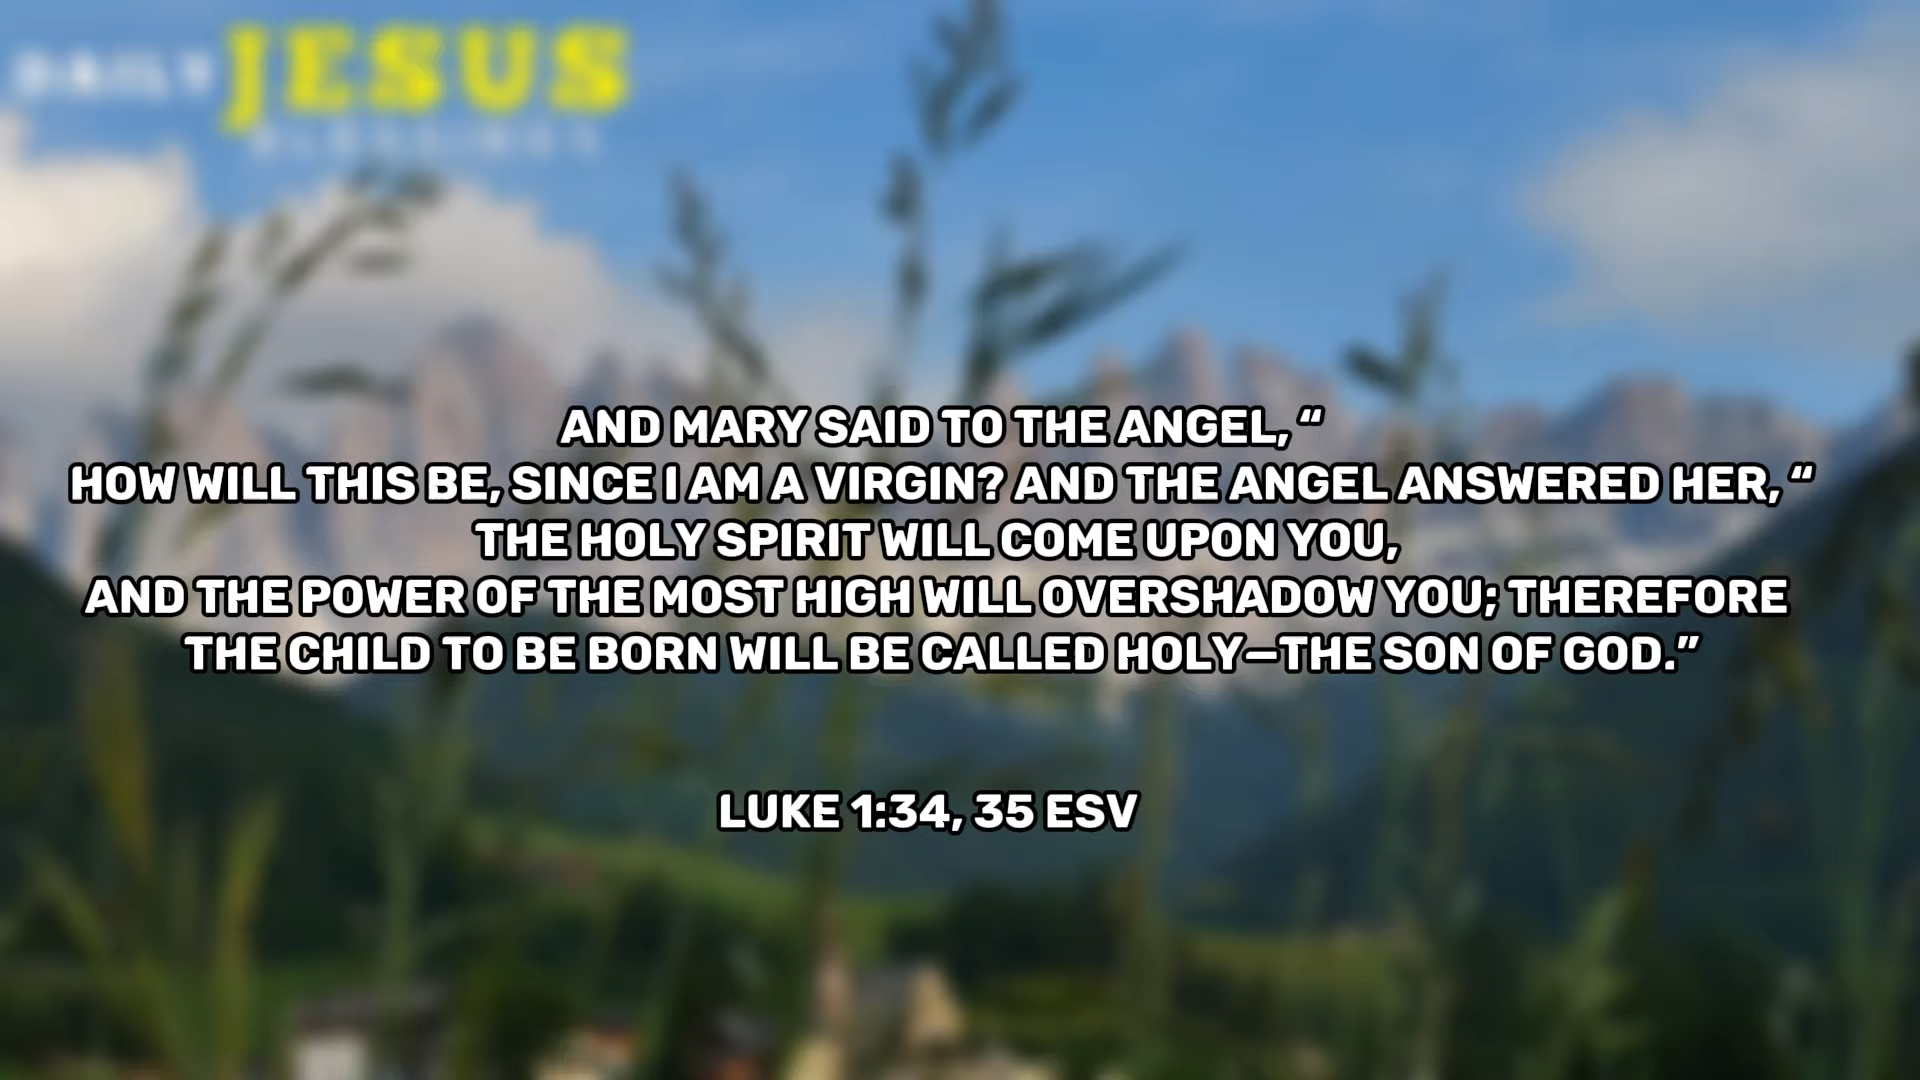 DAILY JESUS
BLESSINGS
AND MARY SAID TO THE ANGEL, “
HOW WILL THIS BE, SINCE I AM A VIRGIN? AND THE ANGEL ANSWERED HER, “
THE HOLY SPIRIT WILL COME UPON YOU,
AND THE POWER OF THE MOST HIGH WILL OVERSHADOW YOU; THEREFORE
THE CHILD TO BE BORN WILL BE CALLED HOLY—THE SON OF GOD.”
LUKE 1:34, 35 ESV